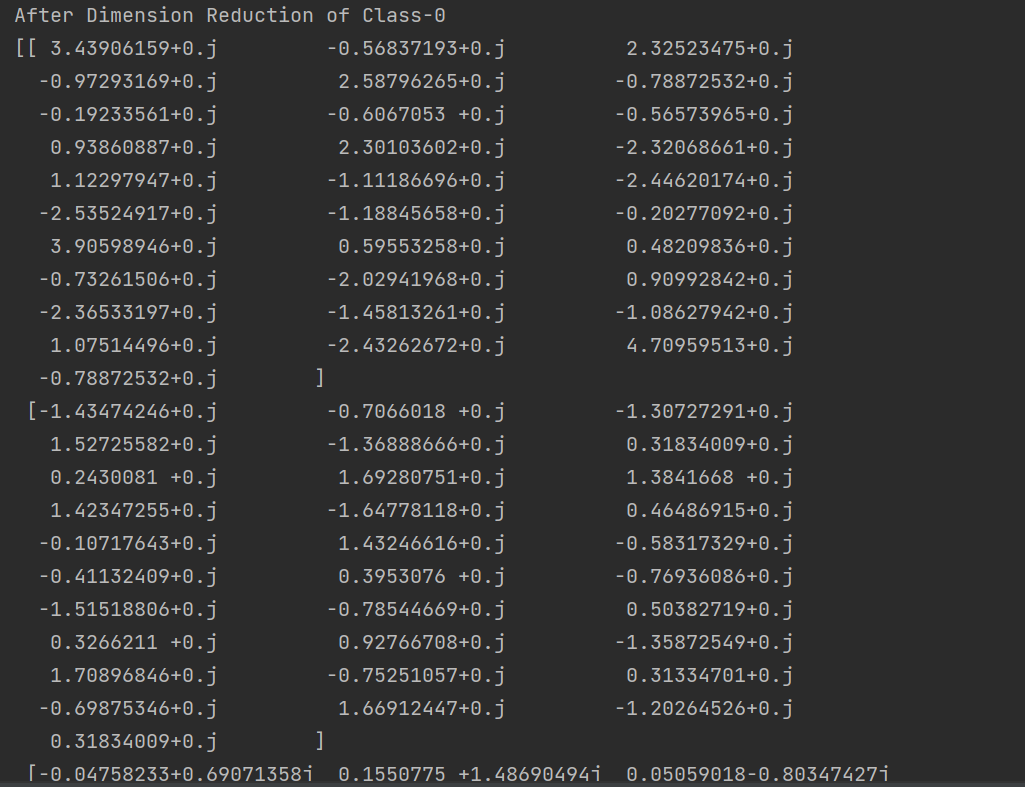 After Dimension Reduction of Class-0
[[ 3.43906159+0.j         -0.56837193+0.j          2.32523475+0.j
  -0.97293169+0.j          2.58796265+0.j         -0.78872532+0.j
  -0.19233561+0.j         -0.6067053 +0.j         -0.56573965+0.j
   0.93860887+0.j          2.30103602+0.j         -2.32068661+0.j
   1.12297947+0.j         -1.11186696+0.j         -2.44620174+0.j
  -2.53524917+0.j         -1.18845658+0.j         -0.20277092+0.j
   3.90598946+0.j          0.59553258+0.j          0.48209836+0.j
  -0.73261506+0.j         -2.02941968+0.j          0.90992842+0.j
  -2.36533197+0.j         -1.45813261+0.j         -1.08627942+0.j
   1.07514496+0.j         -2.43262672+0.j          4.70959513+0.j
  -0.78872532+0.j        ]
 [-1.43474246+0.j         -0.7066018 +0.j         -1.30727291+0.j
   1.52725582+0.j         -1.36888666+0.j          0.31834009+0.j
   0.2430081 +0.j          1.69280751+0.j          1.3841668 +0.j
   1.42347255+0.j         -1.64778118+0.j          0.46486915+0.j
  -0.10717643+0.j          1.43246616+0.j         -0.58317329+0.j
  -0.41132409+0.j          0.3953076 +0.j         -0.76936086+0.j
  -1.51518806+0.j         -0.78544669+0.j          0.50382719+0.j
   0.3266211 +0.j          0.92766708+0.j         -1.35872549+0.j
   1.70896846+0.j         -0.75251057+0.j          0.31334701+0.j
  -0.69875346+0.j          1.66912447+0.j         -1.20264526+0.j
   0.31834009+0.j        ]
 [-0.04758233+0.69071358j  0.1550775 +1.48690494j  0.05059018-0.80347427j